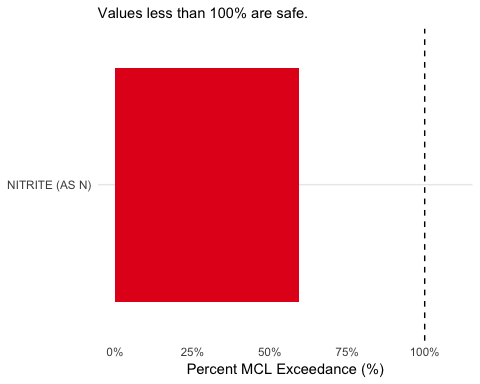 Values less than 100% are safe.
NITRITE (AS N)
0% 25% 50% 75% 100%
Percent MCL Exceedance (%)